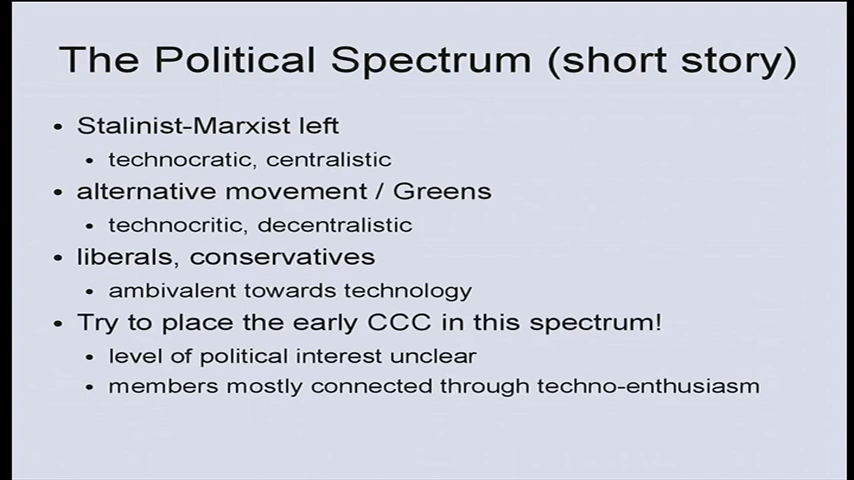 The Political Spectrum (short story)
• Stalinist-Marxist left
• technocratic, centralistic
• alternative movement / Greens
• technocritic, decentralistic
• liberals, conservatives
• ambivalent towards technology
• Try to place the early CCC in this spectrum!
• level of political interest unclear
• members mostly connected through techno-enthusiasm